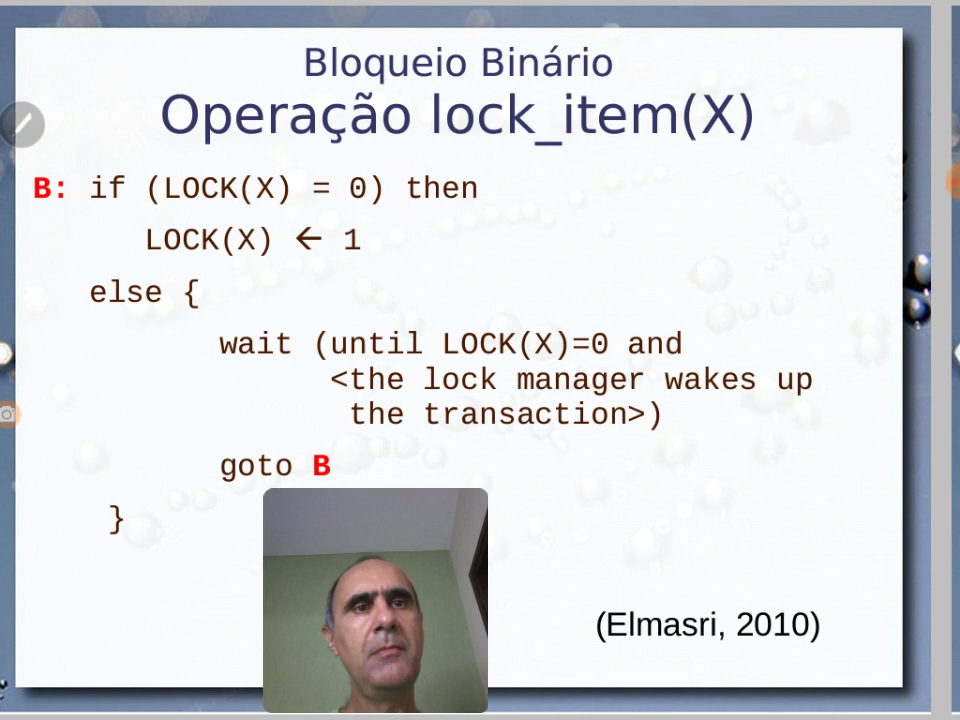 Bloqueio Binário
Operação lock_item(X)
B: if (LOCK(X) = 0) then
LOCK(X) ← 1
else {
wait (until LOCK(X)=0 and
<the lock manager wakes up
the transaction>)
goto B
}
(Elmasri, 2010)